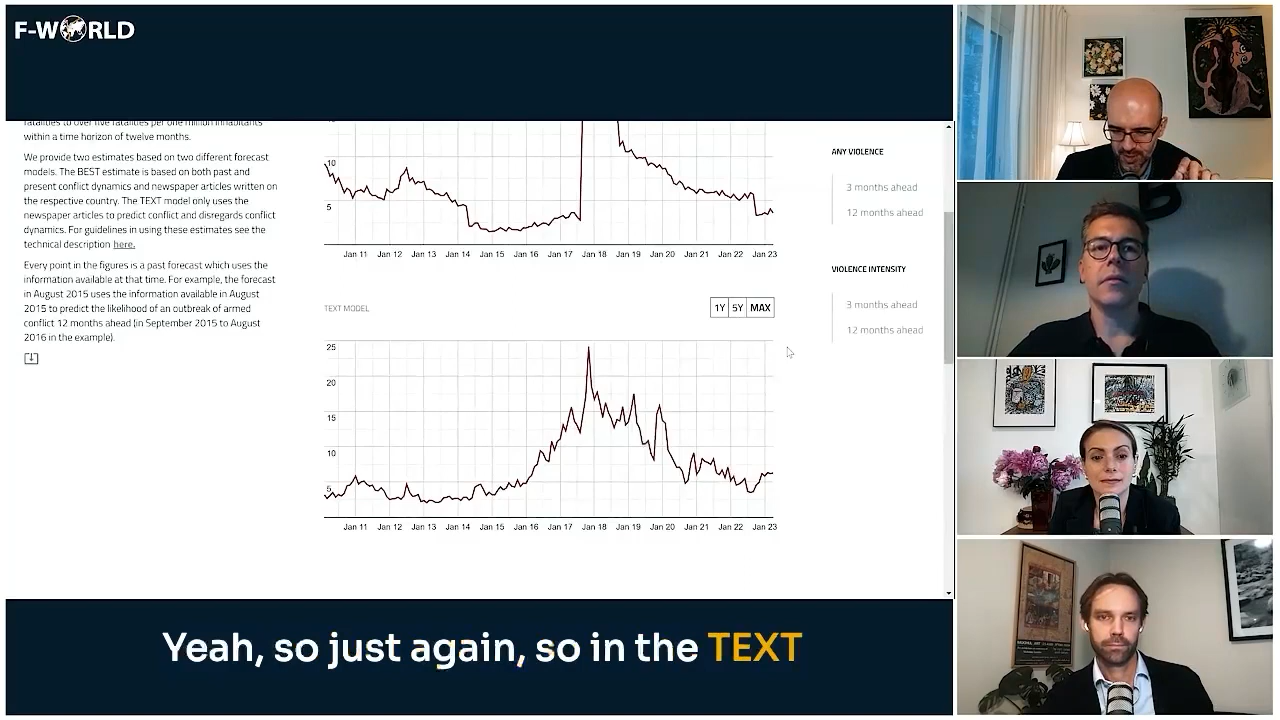 F-WORLD
fatalities to over five fatalities per one million inhabitants
within a time horizon of twelve months.
We provide two estimates based on two different forecast
models. The BEST estimate is based on both past and
present conflict dynamics and newspaper articles written on
the respective country. The TEXT model only uses the
newspaper articles to predict conflict and disregards conflict
dynamics. For guidelines in using these estimates see the
technical description here.
Every point in the figures is a past forecast which uses the
information available at that time. For example, the forecast
in August 2015 uses the information available in August
2015 to predict the likelihood of an outbreak of armed
conflict 12 months ahead (in September 2015 to August
2016 in the example).
10
5
Jan 11 Jan 12 Jan 13 Jan 14 Jan 15 Jan 16 Jan 17 Jan 18 Jan 19 Jan 20 Jan 21 Jan 22 Jan 23
TEXT MODEL
1Y 5Y MAX
25
20
15
10
5
Jan 11 Jan 12 Jan 13 Jan 14 Jan 15 Jan 16 Jan 17 Jan 18 Jan 19 Jan 20 Jan 21 Jan 22 Jan 23
ANY VIOLENCE
3 months ahead
12 months ahead
VIOLENCE INTENSITY
3 months ahead
12 months ahead
Yeah, so just again, so in the TEXT